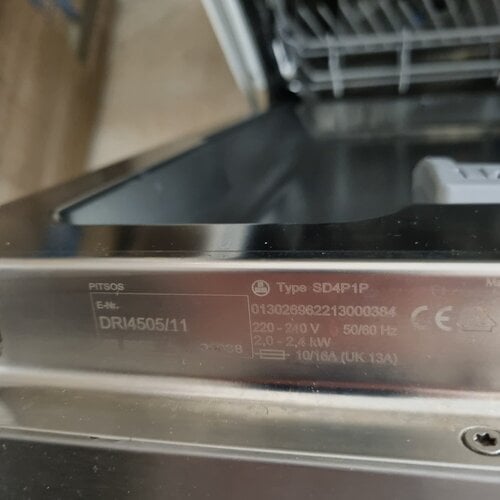 PITSOS
E-Nr.
DRI4505/11
Type SD4P1P
013026962213000384
220 - 240 V 50/60 Hz
2,0 - 2,4 kW
10/16A (UK 13A)
CE